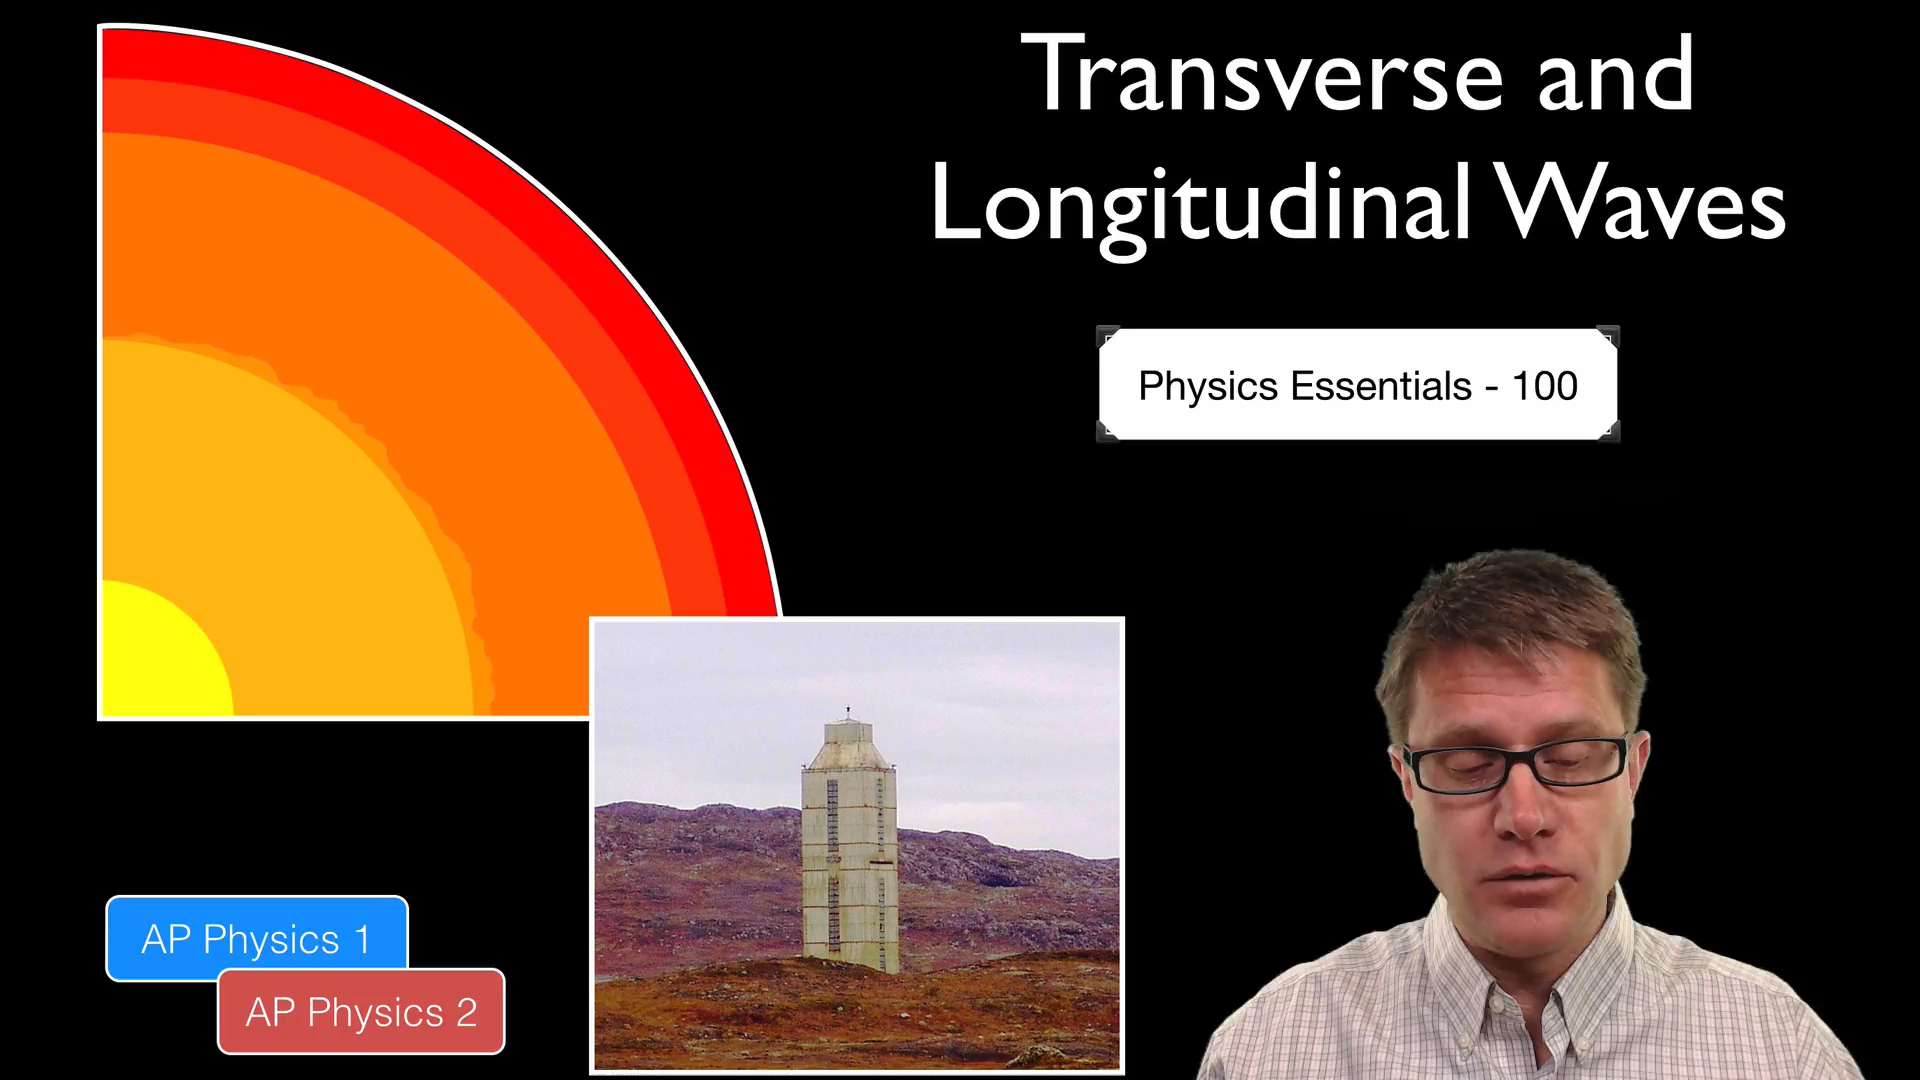 Transverse and
Longitudinal Waves
Physics Essentials - 100
AP Physics 1
AP Physics 2